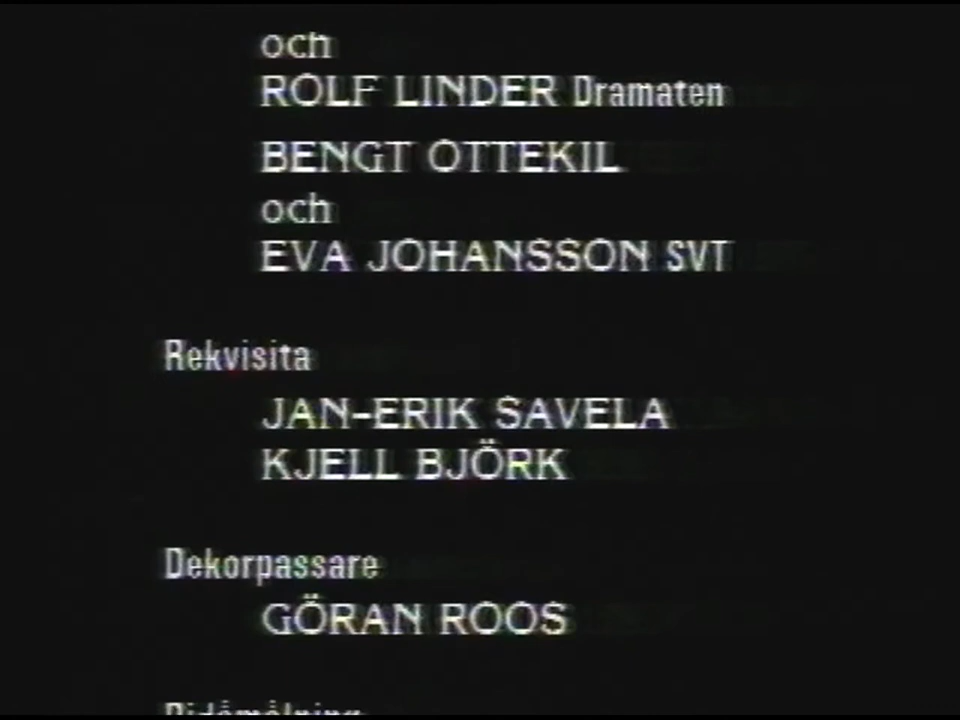 och
ROLF LINDER Dramaten
BENGT OTTEKIL
och
EVA JOHANSSON SVT
Rekvisita
JAN-ERIK SAVELA
KJELL BJÖRK
Dekorpassare
GÖRAN ROOS